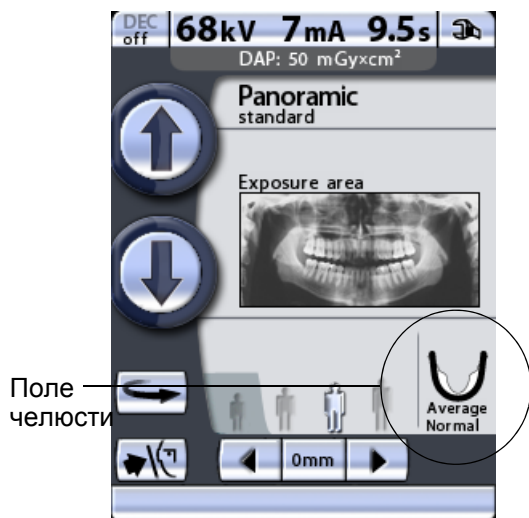 DEC
off
68kV 7mA 9.5s
DAP: 50 mGy×cm²
Panoramic
standard
Exposure area
Поле
челюсти
Average
Normal
0mm